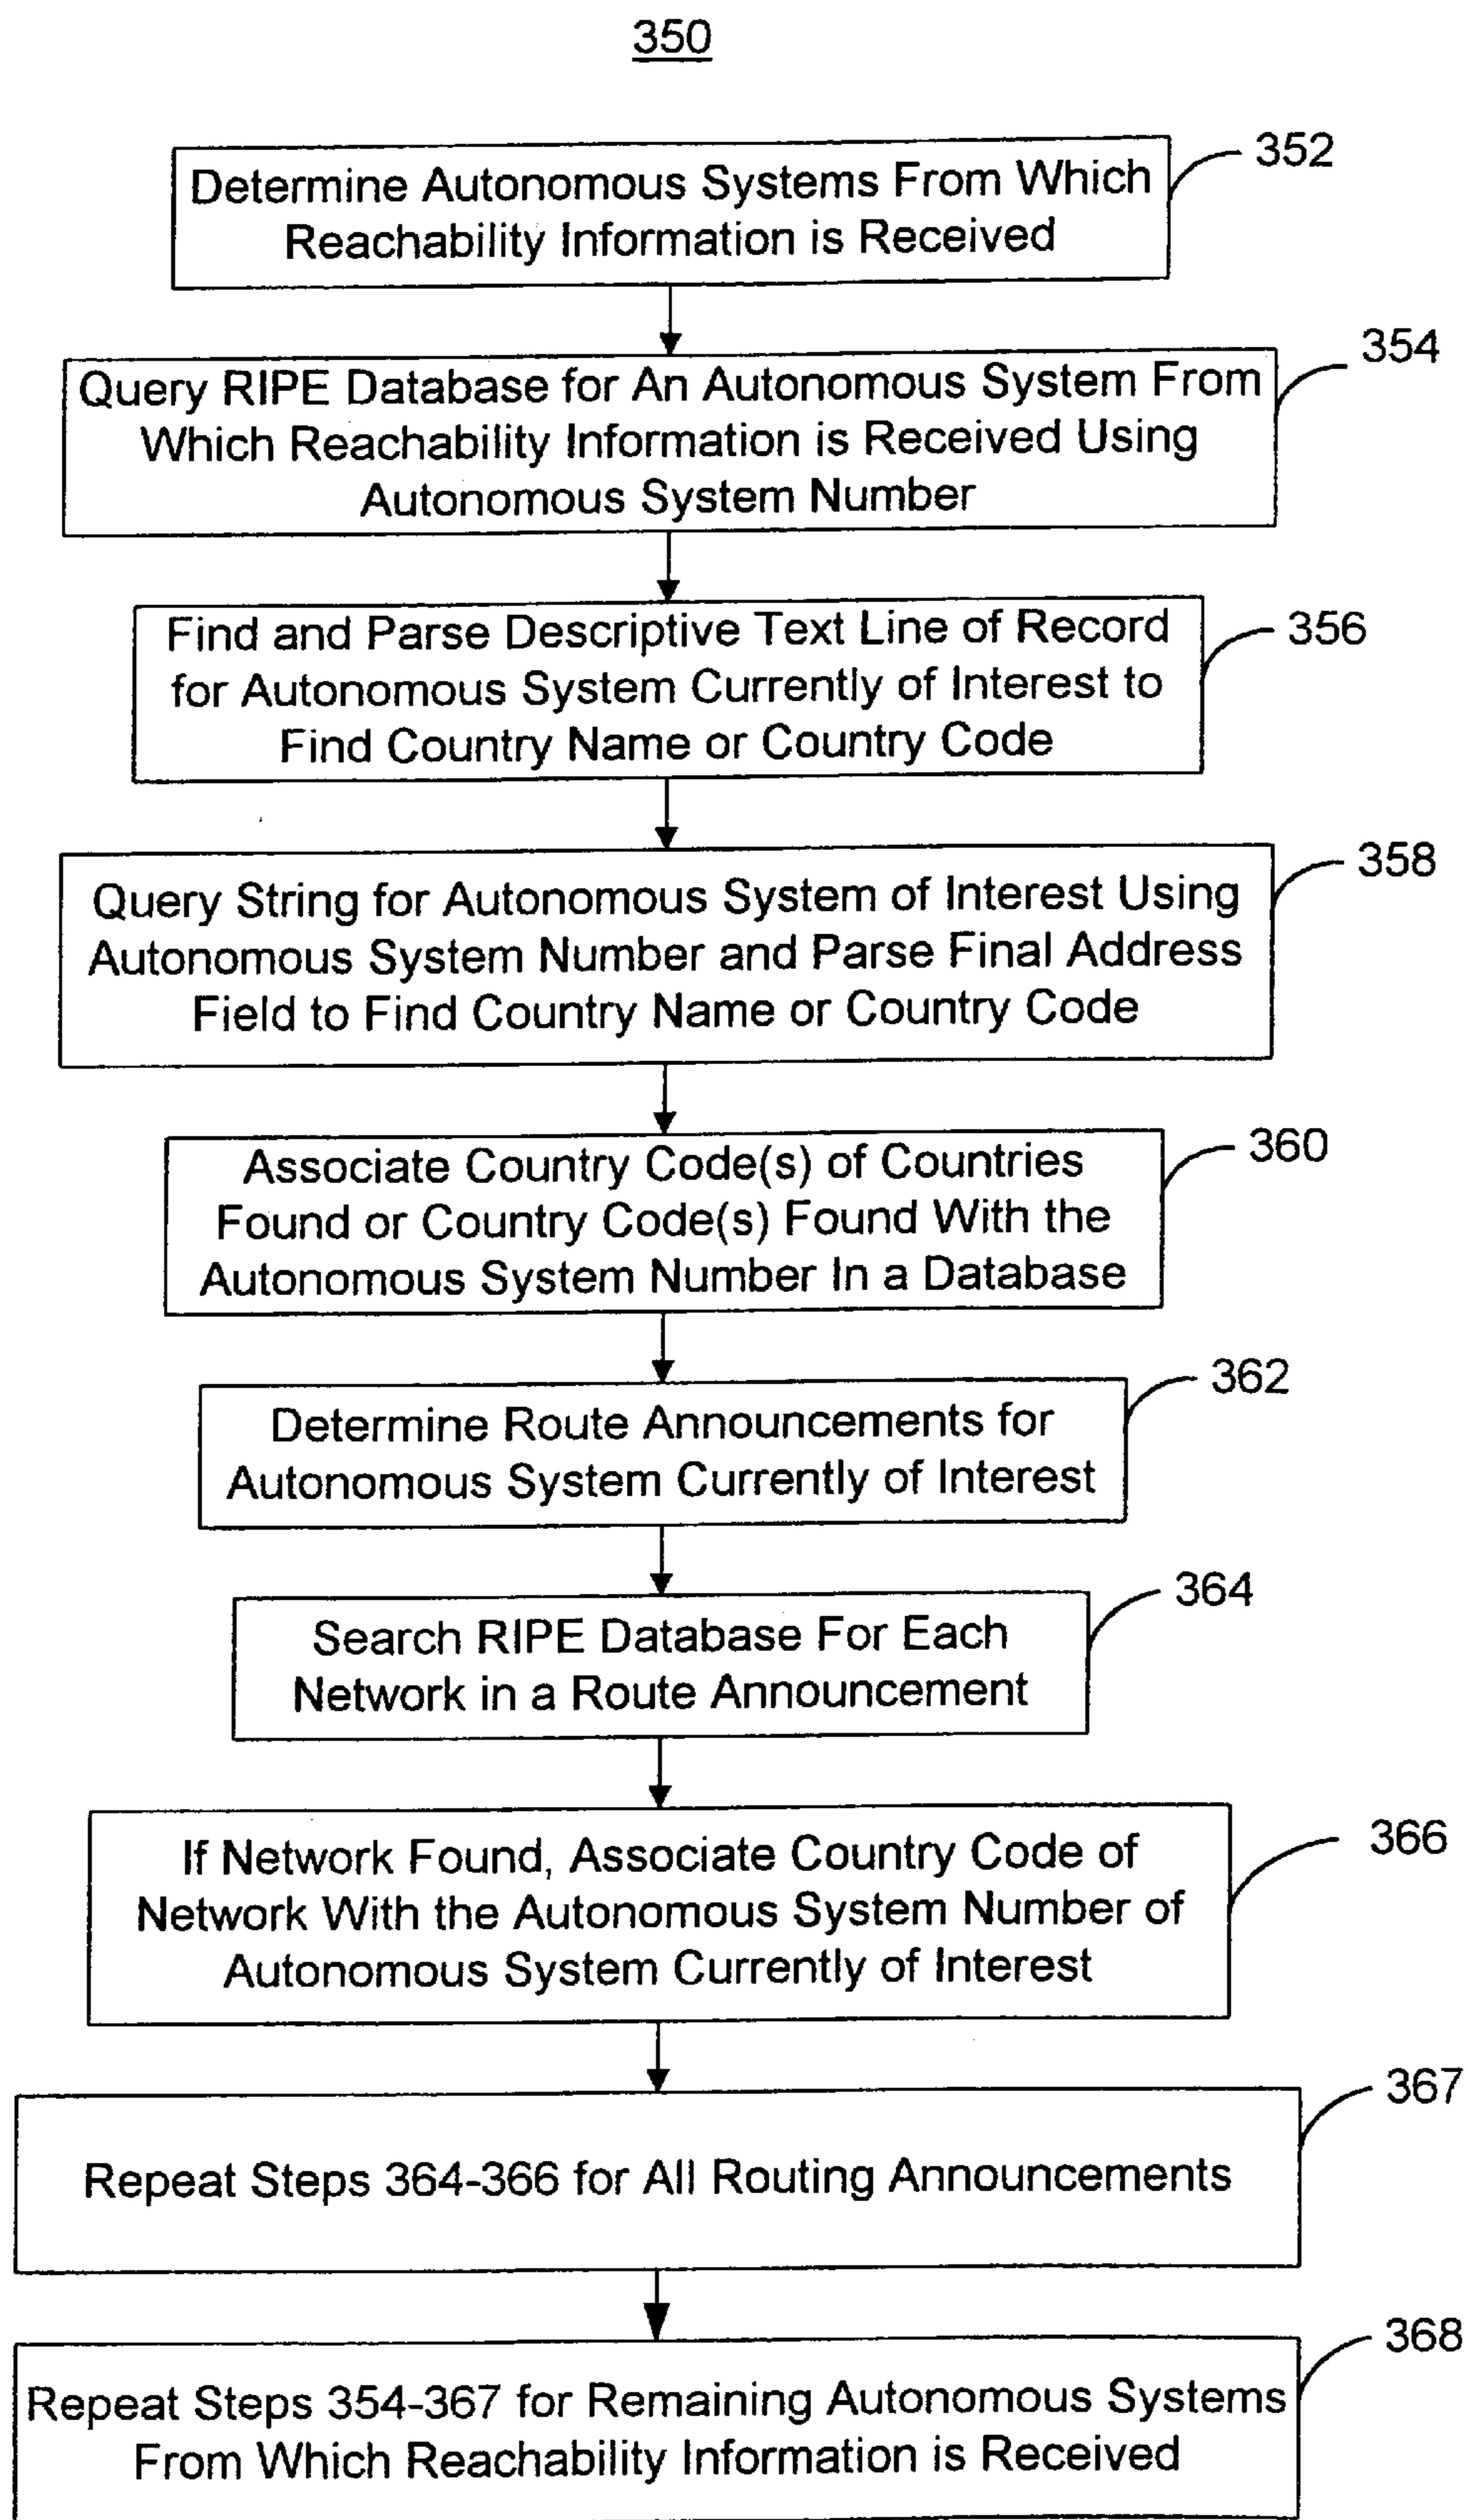 350
352
Determine Autonomous Systems From Which
Reachability Information is Received
354
Query RIPE Database for An Autonomous System From
Which Reachability Information is Received Using
Autonomous System Number
356
Find and Parse Descriptive Text Line of Record
for Autonomous System Currently of Interest to
Find Country Name or Country Code
358
Query String for Autonomous System of Interest Using
Autonomous System Number and Parse Final Address
Field to Find Country Name or Country Code
360
Associate Country Code(s) of Countries
Found or Country Code(s) Found With the
Autonomous System Number In a Database
362
Determine Route Announcements for
Autonomous System Currently of Interest
364
Search RIPE Database For Each
Network in a Route Announcement
366
If Network Found, Associate Country Code of
Network With the Autonomous System Number of
Autonomous System Currently of Interest
367
Repeat Steps 364-366 for All Routing Announcements
368
Repeat Steps 354-367 for Remaining Autonomous Systems
From Which Reachability Information is Received